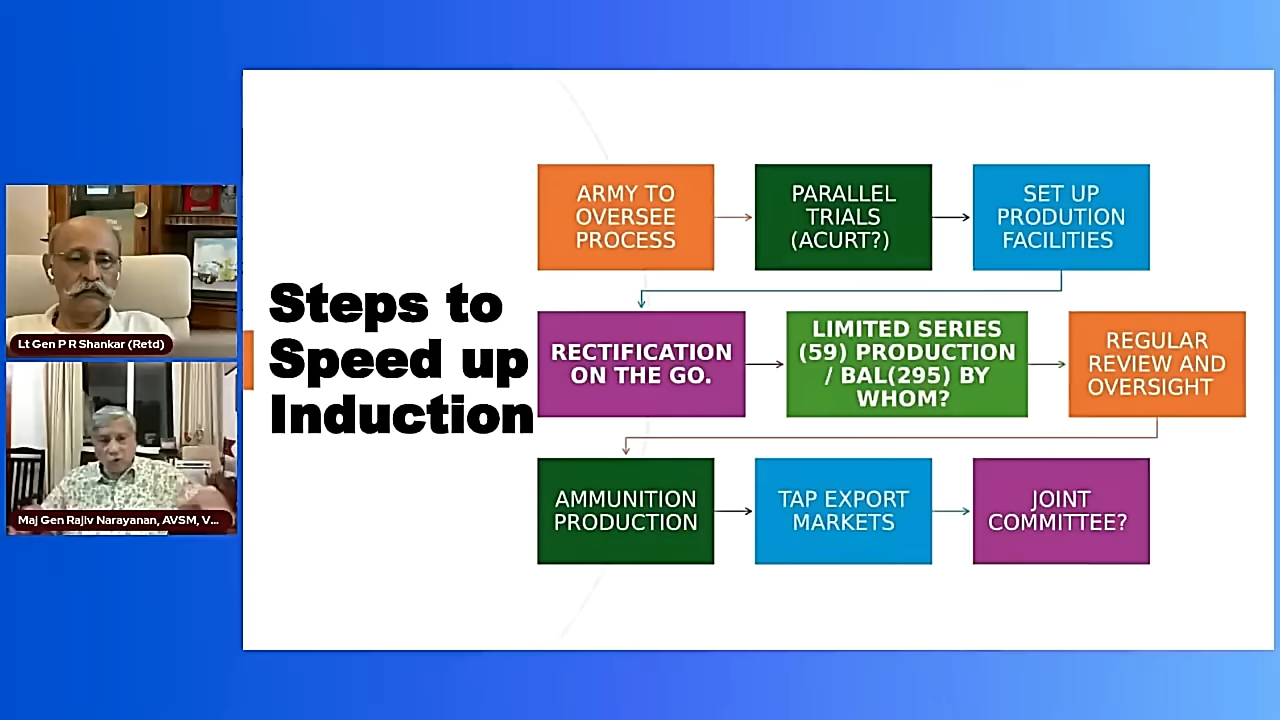 Lt Gen P R Shankar (Retd)
Maj Gen Rajiv Narayanan, AVSM, V...
Steps to
Speed up
Induction
ARMY TO
OVERSEE
PROCESS
PARALLEL
TRIALS
(ACURT?)
SET UP
PRODUTION
FACILITIES
RECTIFICATION
ON THE GO.
LIMITED SERIES
(59) PRODUCTION
/ BAL(295) BY
WHOM?
REGULAR
REVIEW AND
OVERSIGHT
AMMUNITION
PRODUCTION
TAP EXPORT
MARKETS
JOINT
COMMITTEE?